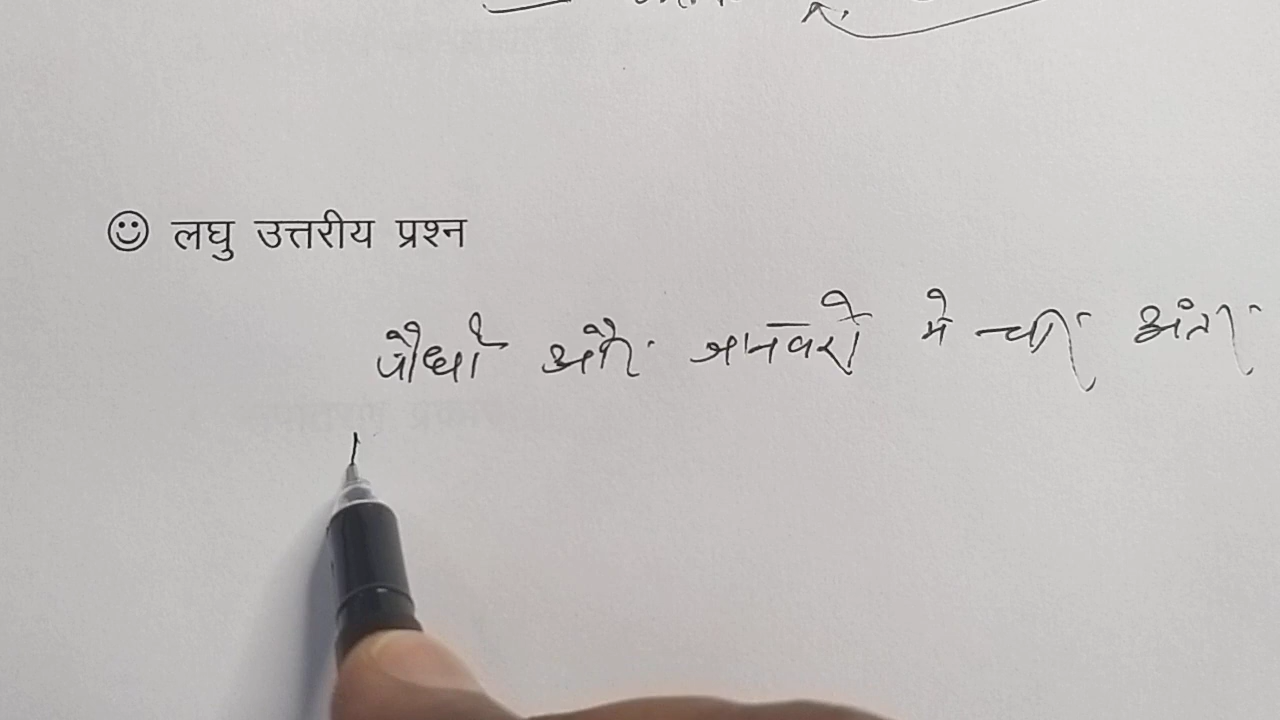 ☺ लघु उत्तरीय प्रश्न
पौधों और जानवरों में चार अंतर